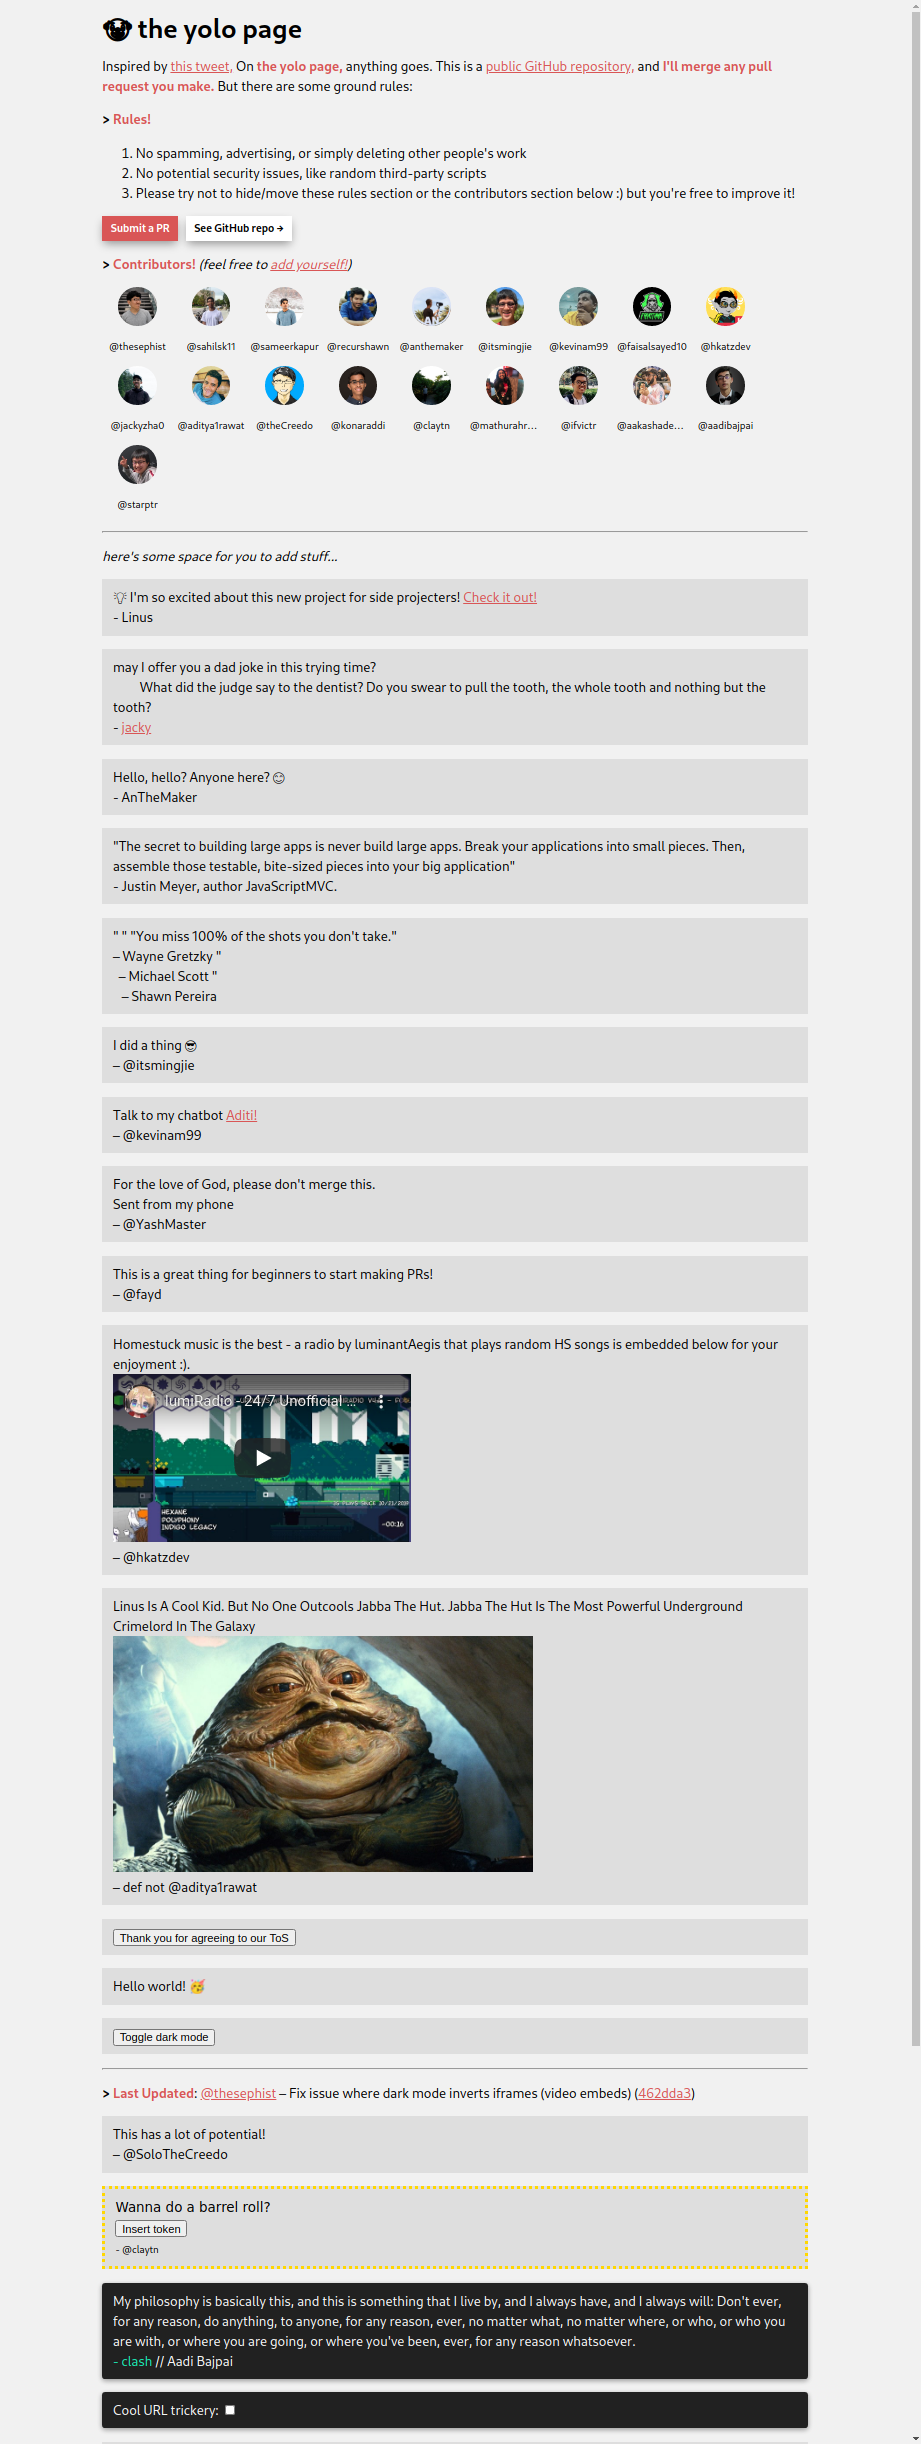 the yolo page
Inspired by this tweet, On the yolo page, anything goes. This is a public GitHub repository, and I'll merge any pull
request you make. But there are some ground rules:
> Rules!
1. No spamming, advertising, or simply deleting other people's work
2. No potential security issues, like random third-party scripts
3. Please try not to hide/move these rules section or the contributors section below :) but you're free to improve it!
Submit a PR See GitHub repo →
> Contributors! (feel free to add yourself!)
@thesephist @sahilsk11 @sameerkapur @recurshawn @anthemaker @itsmingjie @kevinam99 @faisalsayed10 @hkatzdev
@jackyzha0 @aditya1rawat @theCreedo @konaraddi @claytn @mathurahr... @ifvictr @aakashade... @aadibajpai
@starptr
here's some space for you to add stuff...
💡 I'm so excited about this new project for side projecters! Check it out!
- Linus
may I offer you a dad joke in this trying time?
What did the judge say to the dentist? Do you swear to pull the tooth, the whole tooth and nothing but the
tooth?
- jacky
Hello, hello? Anyone here? 😊
- AnTheMaker
"The secret to building large apps is never build large apps. Break your applications into small pieces. Then,
assemble those testable, bite-sized pieces into your big application"
- Justin Meyer, author JavaScriptMVC.
" " "You miss 100% of the shots you don't take."
– Wayne Gretzky "
– Michael Scott "
– Shawn Pereira
I did a thing 😎
– @itsmingjie
Talk to my chatbot Aditi!
– @kevinam99
For the love of God, please don't merge this.
Sent from my phone
– @YashMaster
This is a great thing for beginners to start making PRs!
– @fayd
Homestuck music is the best - a radio by luminantAegis that plays random HS songs is embedded below for your
enjoyment :).
lumiRadio - 24/7 Unofficial ...
HEXANE
POLYPHONY
INDIGO LEGACY
-00:16
– @hkatzdev
Linus Is A Cool Kid. But No One Outcools Jabba The Hut. Jabba The Hut Is The Most Powerful Underground
Crimelord In The Galaxy
– def not @aditya1rawat
Thank you for agreeing to our ToS
Hello world! 🥳
Toggle dark mode
> Last Updated: @thesephist – Fix issue where dark mode inverts iframes (video embeds) (462dda3)
This has a lot of potential!
– @SoloTheCreedo
Wanna do a barrel roll?
Insert token
- @claytn
My philosophy is basically this, and this is something that I live by, and I always have, and I always will: Don't ever,
for any reason, do anything, to anyone, for any reason, ever, no matter what, no matter where, or who, or who you
are with, or where you are going, or where you've been, ever, for any reason whatsoever.
- clash // Aadi Bajpai
Cool URL trickery: